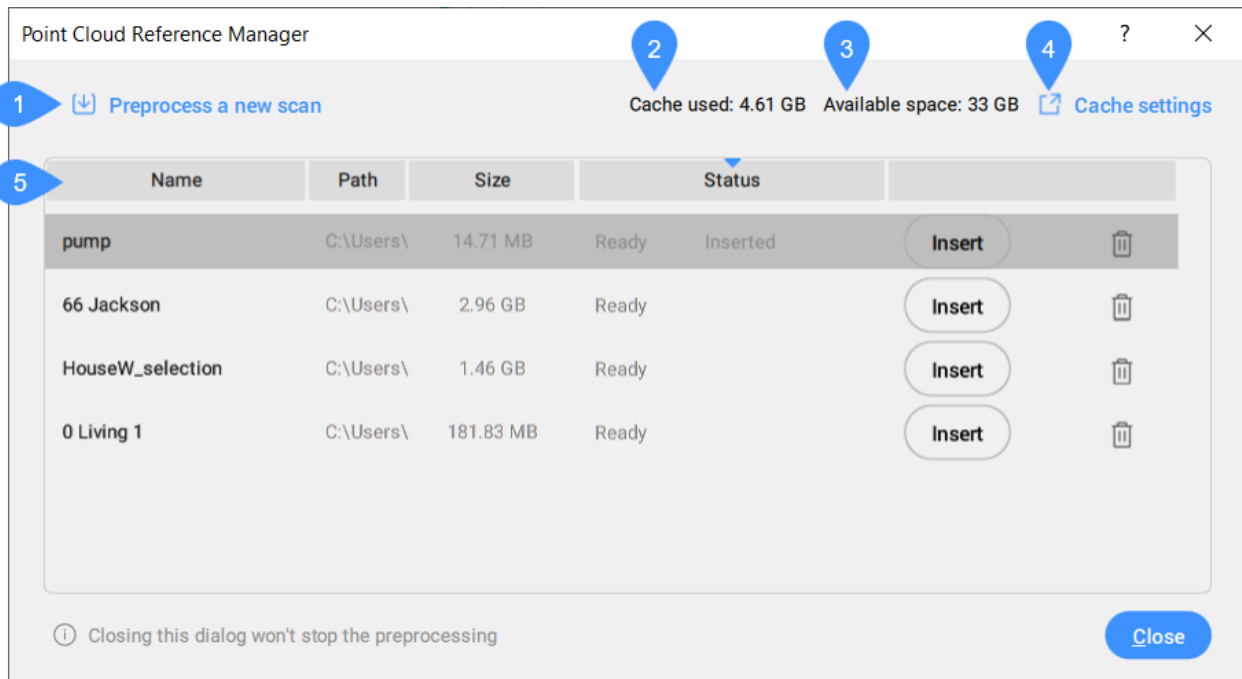 Point Cloud Reference Manager ?
2 3 4
1 Preprocess a new scan Cache used: 4.61 GB Available space: 33 GB Cache settings
5 Name Path Size Status
pump C:\Users\ 14.71 MB Ready Inserted Insert
66 Jackson C:\Users\ 2.96 GB Ready Insert
HouseW_selection C:\Users\ 1.46 GB Ready Insert
0 Living 1 C:\Users\ 181.83 MB Ready Insert
Closing this dialog won't stop the preprocessing Close